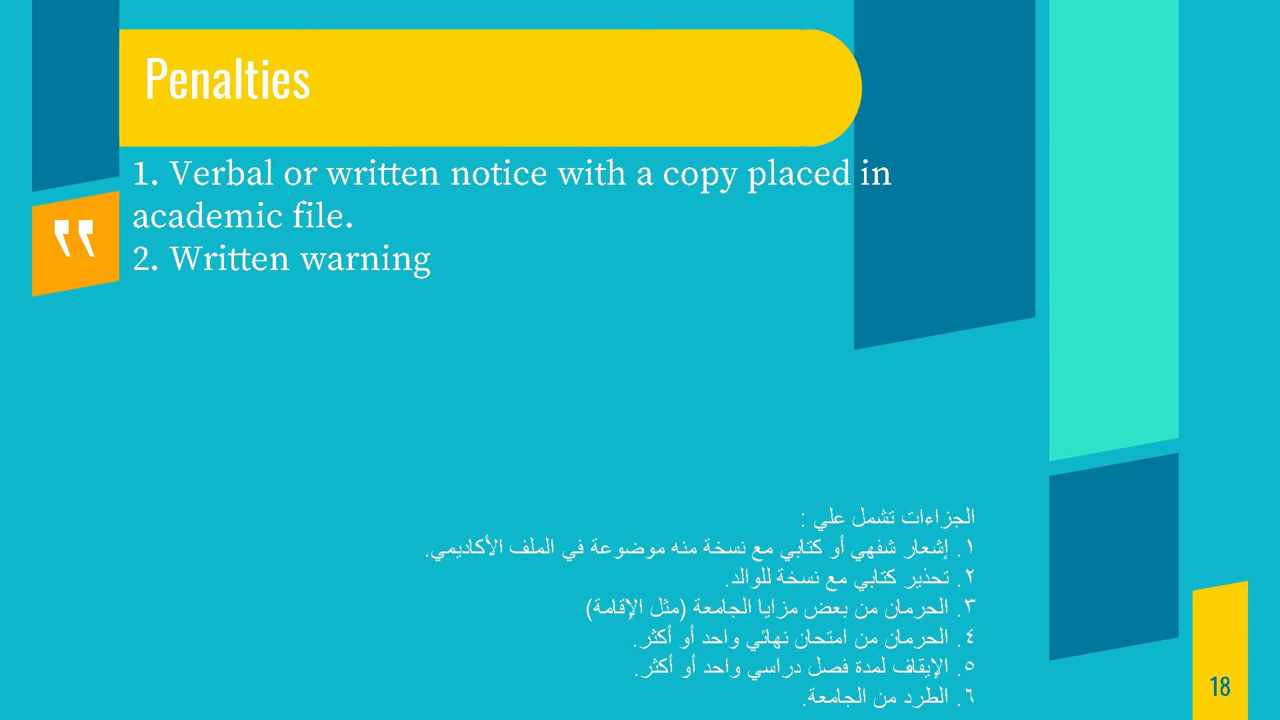 Penalties
1. Verbal or written notice with a copy placed in
academic file.
2. Written warning
الجزاءات تشمل علي :
١. إشعار شفهي أو كتابي مع نسخة منه موضوعة في الملف الأكاديمي.
٢. تحذير كتابي مع نسخة للوالد.
٣. الحرمان من بعض مزايا الجامعة (مثل الإقامة)
٤. الحرمان من امتحان نهائي واحد أو أكثر.
٥. الإيقاف لمدة فصل دراسي واحد أو أكثر.
٦. الطرد من الجامعة.
18